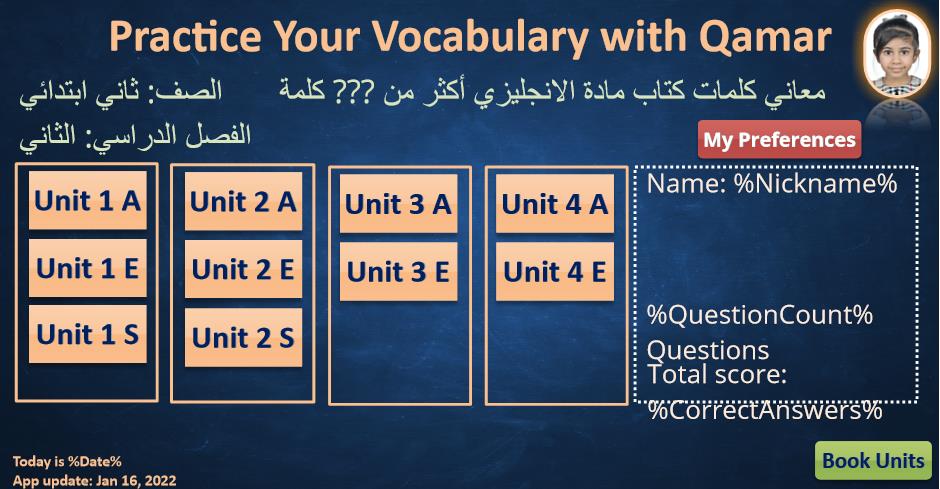 Practice Your Vocabulary with Qamar
معاني كلمات كتاب مادة الانجليزي أكثر من ??? كلمة
الصف: ثاني ابتدائي
الفصل الدراسي: الثاني
My Preferences
Unit 1 A
Unit 1 E
Unit 1 S
Unit 2 A
Unit 2 E
Unit 2 S
Unit 3 A
Unit 3 E
Unit 4 A
Unit 4 E
Name: %Nickname%
%QuestionCount%
Questions
Total score:
%CorrectAnswers%
Today is %Date%
App update: Jan 16, 2022
Book Units